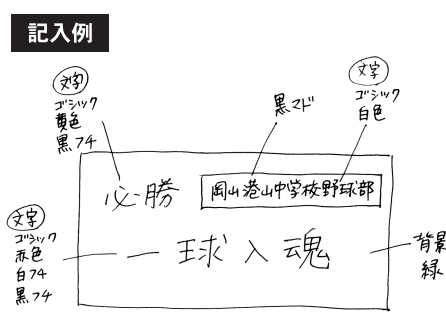 記入例
文字
ゴシック
黄色
黒フチ
黒マド
文字
ゴシック
白色
必勝
岡山港山中学校野球部
文字
ゴシック
赤色
白フチ
黒フチ
一球入魂
背景
緑